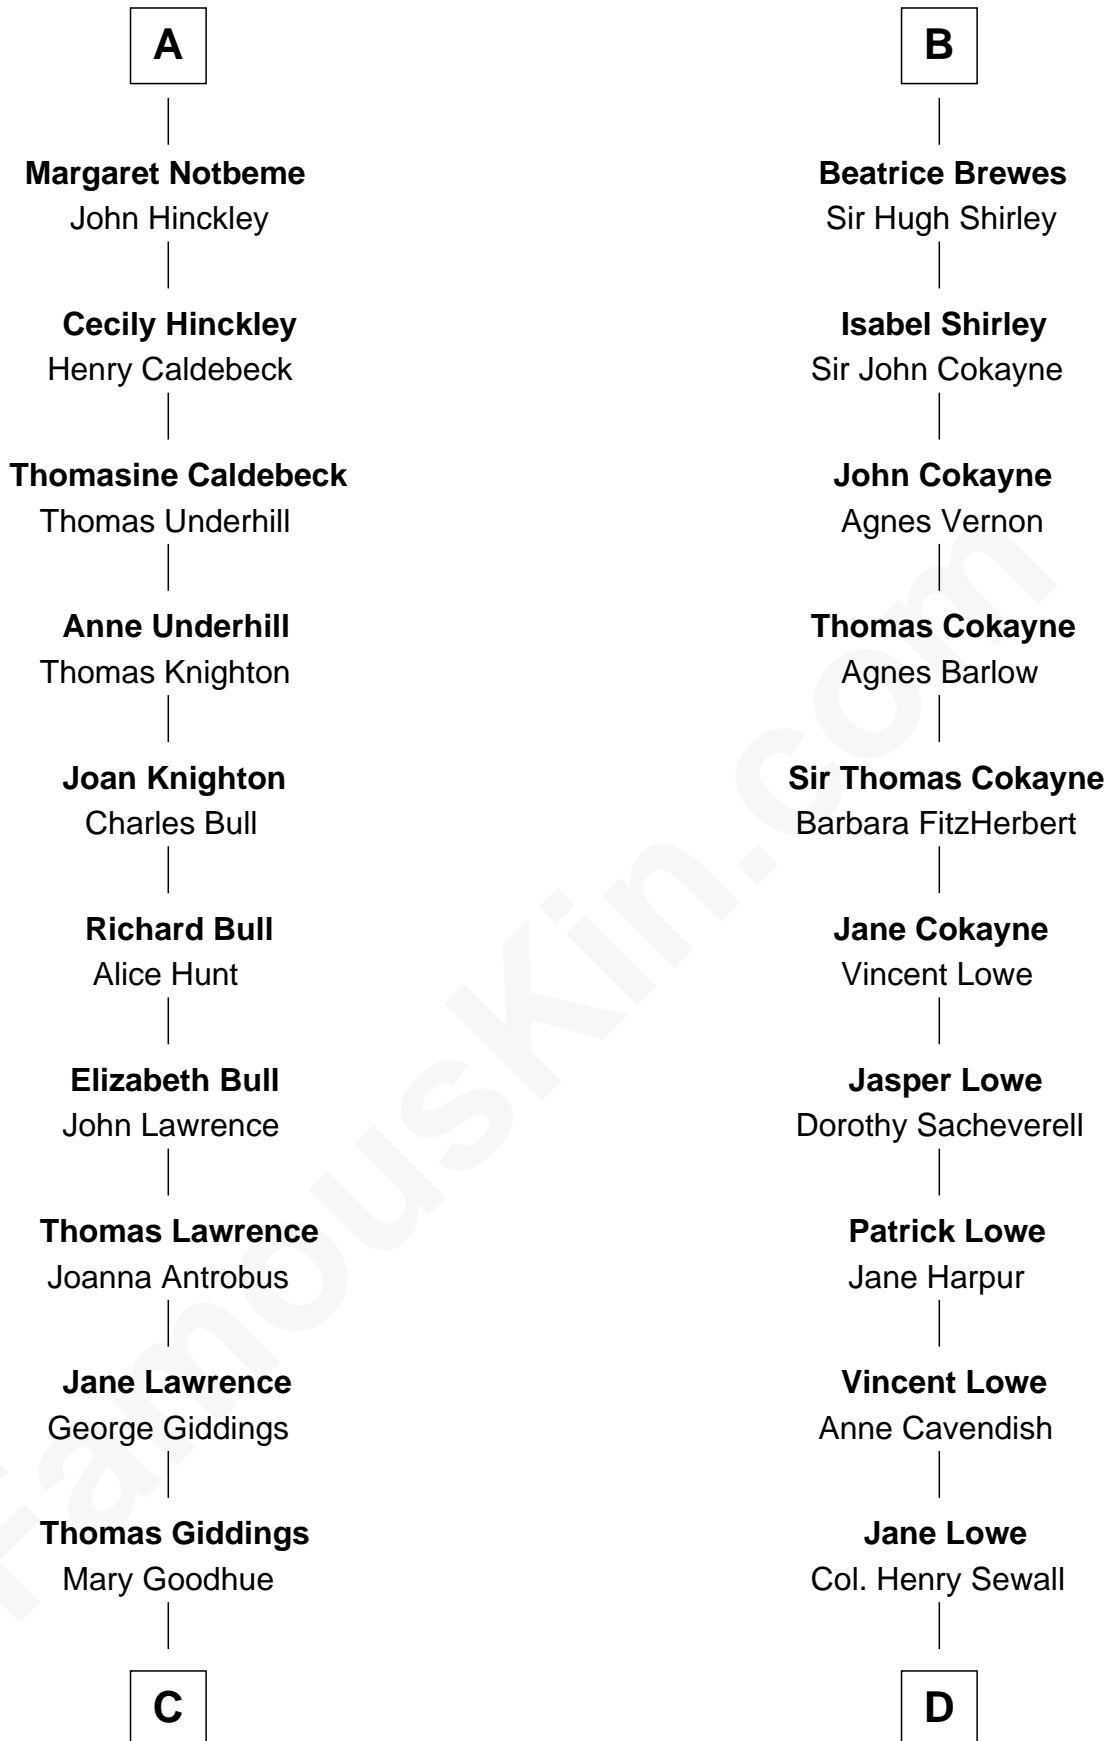 A
Margaret Notbeme
John Hinckley
Cecily Hinckley
Henry Caldebeck
Thomasine Caldebeck
Thomas Underhill
Anne Underhill
Thomas Knighton
Joan Knighton
Charles Bull
Richard Bull
Alice Hunt
Elizabeth Bull
John Lawrence
Thomas Lawrence
Joanna Antrobus
Jane Lawrence
George Giddings
Thomas Giddings
Mary Goodhue
C
B
Beatrice Brewes
Sir Hugh Shirley
Isabel Shirley
Sir John Cokayne
John Cokayne
Agnes Vernon
Thomas Cokayne
Agnes Barlow
Sir Thomas Cokayne
Barbara FitzHerbert
Jane Cokayne
Vincent Lowe
Jasper Lowe
Dorothy Sacheverell
Patrick Lowe
Jane Harpur
Vincent Lowe
Anne Cavendish
Jane Lowe
Col. Henry Sewall
D
FamousKin.com